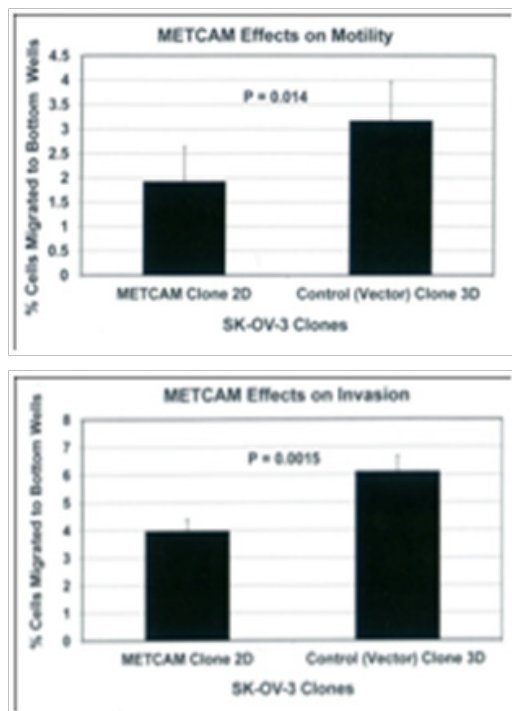 METCAM Effects on Motility
% Cells Migrated to Bottom Wells
4.5
4
3.5
3
2.5
2
1.5
1
0.5
0
P = 0.014
METCAM Clone 2D
Control (Vector) Clone 3D
SK-OV-3 Clones
METCAM Effects on Invasion
% Cells Migrated to Bottom Wells
8
7
6
5
4
3
2
1
0
P = 0.0015
METCAM Clone 2D
Control (Vector) Clone 3D
SK-OV-3 Clones